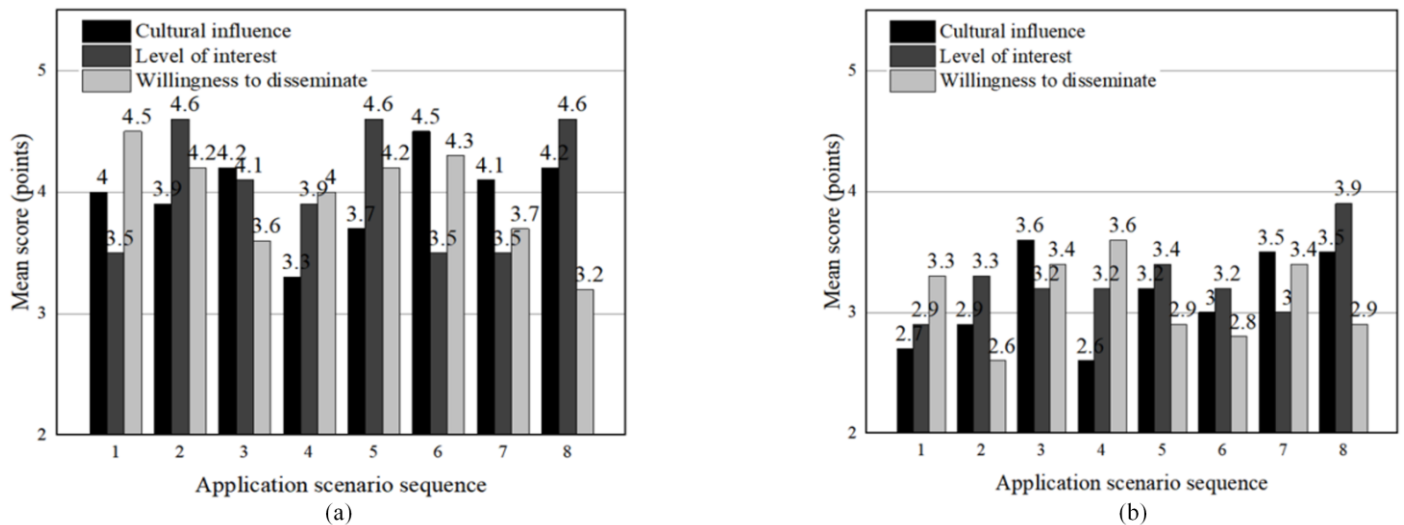 Cultural influence
Level of interest
Willingness to disseminate
5
4
3
2
Mean score (points)
4 3.5 4.5
3.9 4.6 4.2
4.2 4.1 3.6
3.3 3.9 4
3.7 4.6 4.2
4.5 3.5 4.3
4.1 3.5 3.7
4.2 4.6 3.2
1 2 3 4 5 6 7 8
Application scenario sequence
(a)
Cultural influence
Level of interest
Willingness to disseminate
5
4
3
2
Mean score (points)
2.7 2.9 3.3
2.9 3.3 2.6
3.6 3.2 3.4
2.6 3.2 3.6
3.2 3.4 2.9
3 3.2 2.8
3.5 3 3.4
3.5 3.9 2.9
1 2 3 4 5 6 7 8
Application scenario sequence
(b)